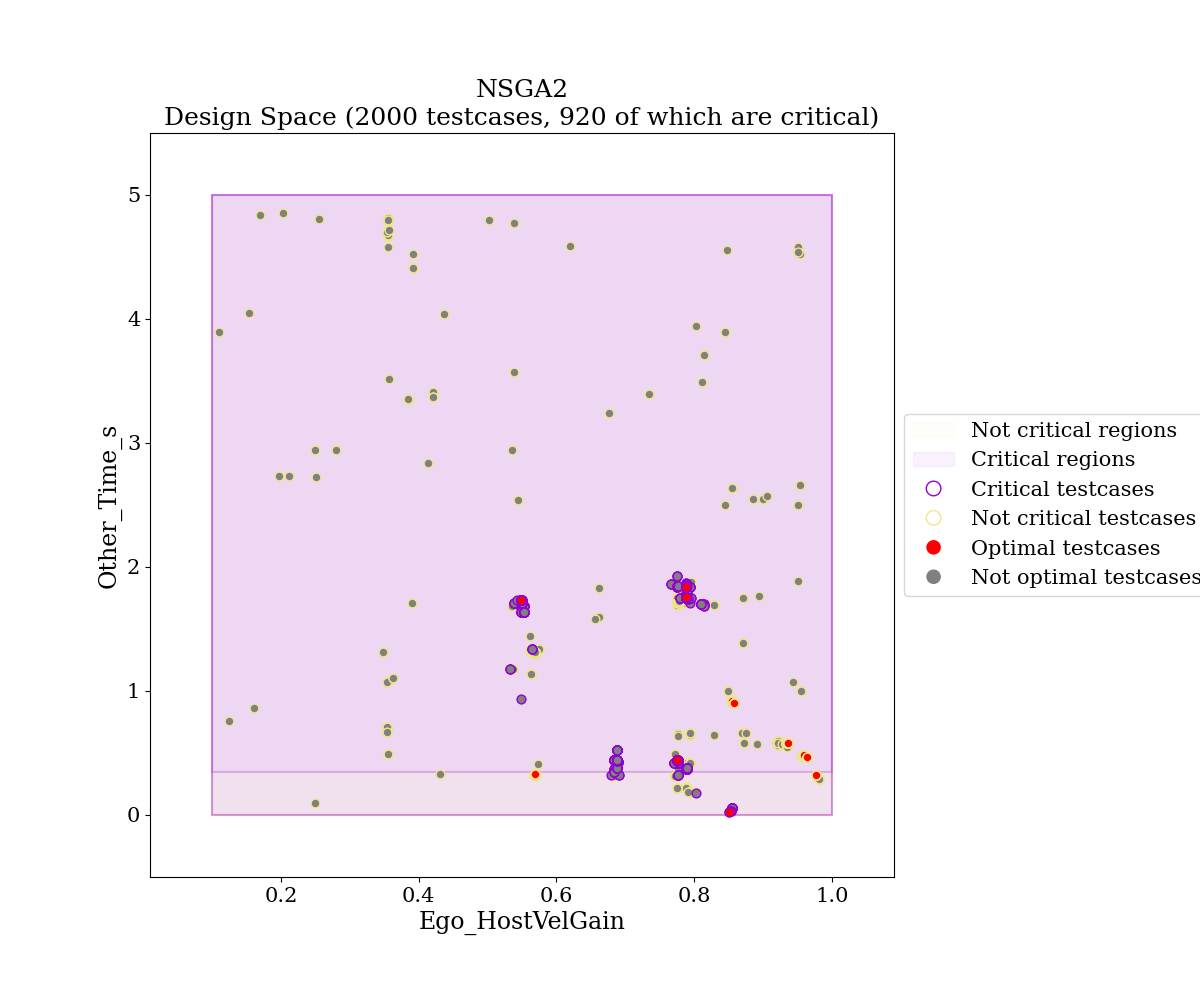 NSGA2
Design Space (2000 testcases, 920 of which are critical)
5
4
3
2
1
0
Other_Time_s
0.2
0.4
0.6
0.8
1.0
Ego_HostVelGain
Not critical regions
Critical regions
Critical testcases
Not critical testcases
Optimal testcases
Not optimal testcases